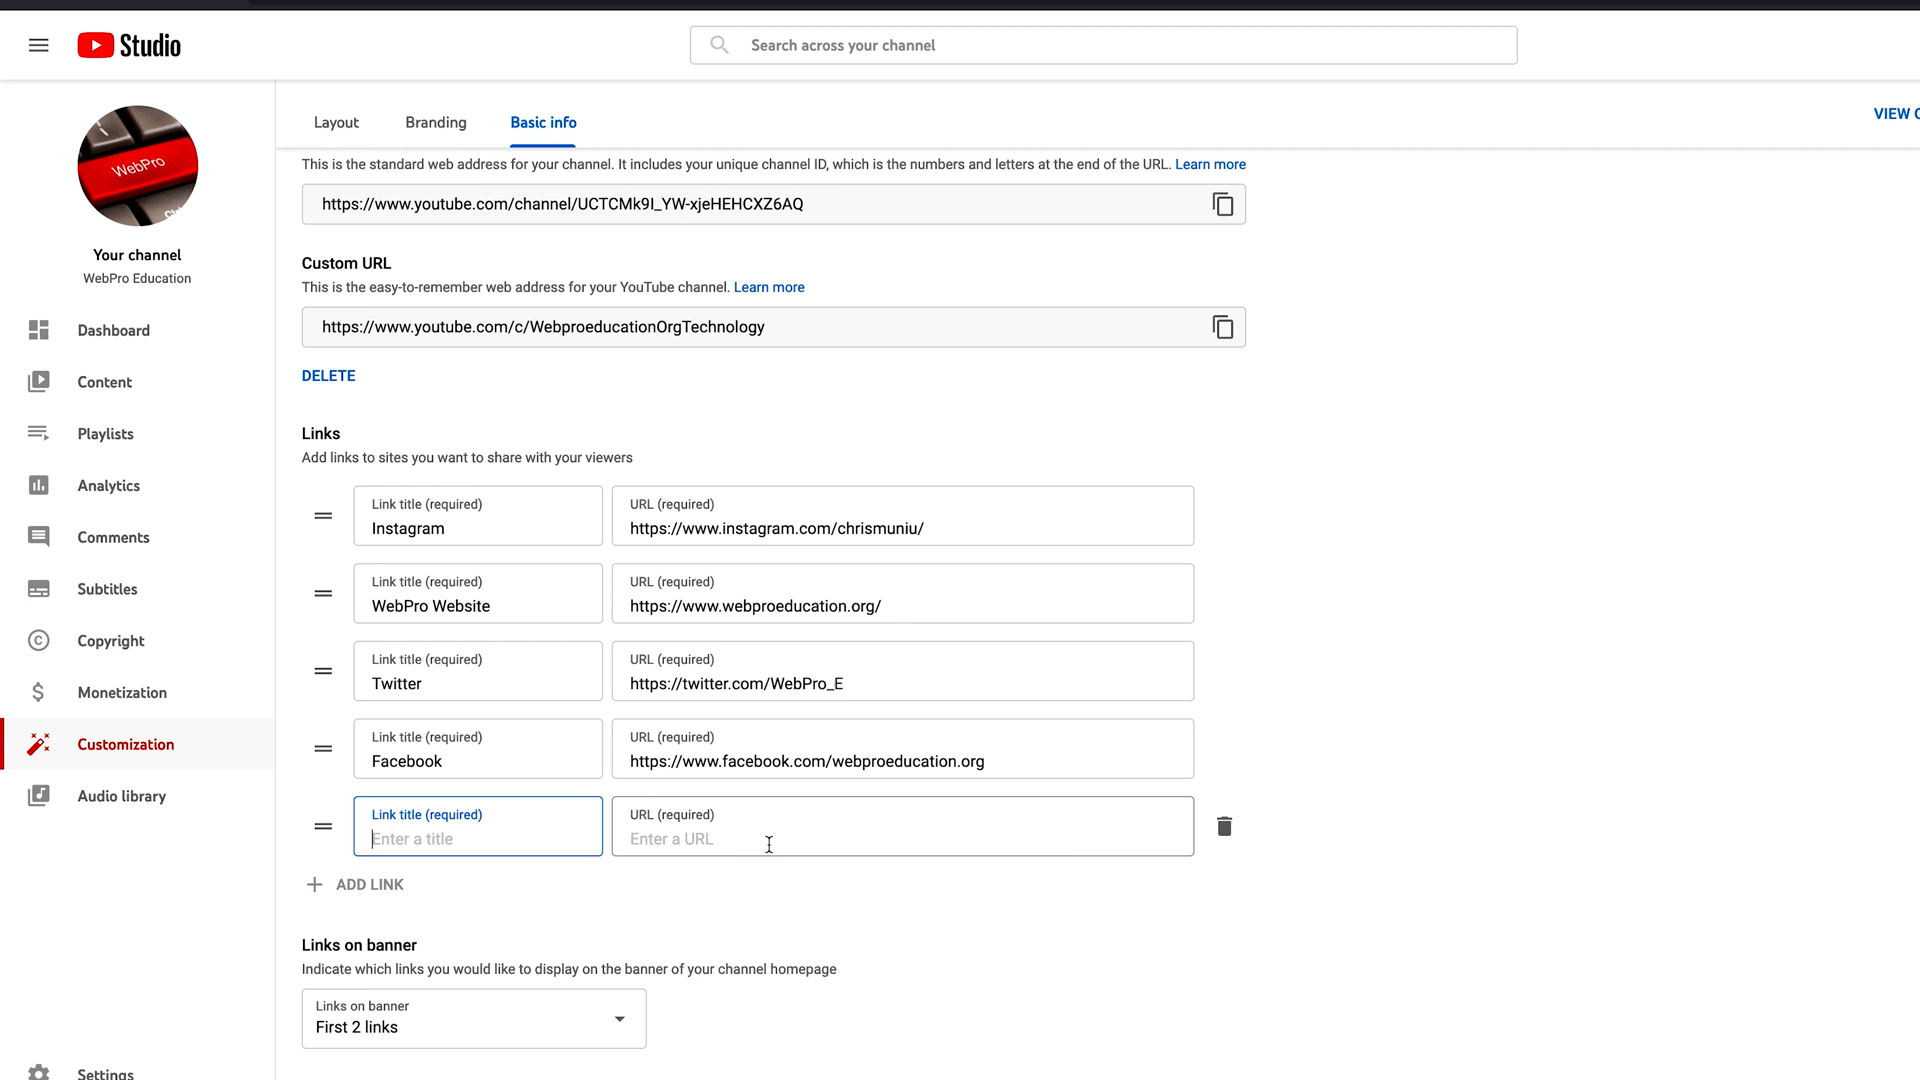 Studio
Search across your channel
WebPro
Your channel
WebPro Education
Dashboard
Content
Playlists
Analytics
Comments
Subtitles
Copyright
Monetization
Customization
Audio library
Settings
Layout
Branding
Basic info
VIEW
This is the standard web address for your channel. It includes your unique channel ID, which is the numbers and letters at the end of the URL. Learn more
https://www.youtube.com/channel/UCTCMk9I_YW-xjeHEHCXZ6AQ
Custom URL
This is the easy-to-remember web address for your YouTube channel. Learn more
https://www.youtube.com/c/WebproeducationOrgTechnology
DELETE
Links
Add links to sites you want to share with your viewers
Link title (required)
Instagram
URL (required)
https://www.instagram.com/chrismuniu/
Link title (required)
WebPro Website
URL (required)
https://www.webproeducation.org/
Link title (required)
Twitter
URL (required)
https://twitter.com/WebPro_E
Link title (required)
Facebook
URL (required)
https://www.facebook.com/webproeducation.org
Link title (required)
Enter a title
URL (required)
Enter a URL
ADD LINK
Links on banner
Indicate which links you would like to display on the banner of your channel homepage
Links on banner
First 2 links